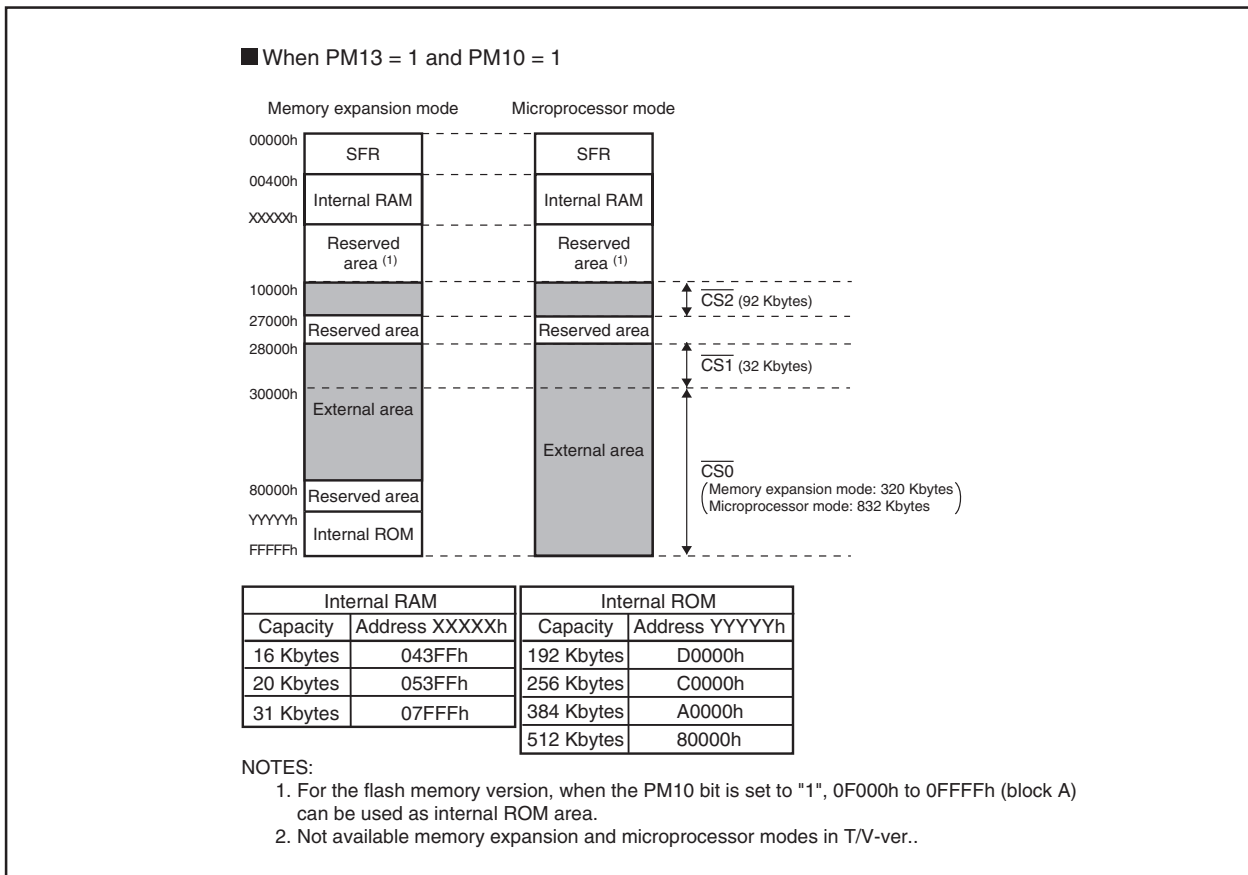 ■ When PM13 = 1 and PM10 = 1
Memory expansion mode
Microprocessor mode
00000h
SFR
SFR
00400h
Internal RAM
Internal RAM
XXXXXh
Reserved
area (1)
Reserved
area (1)
10000h
CS2 (92 Kbytes)
27000h
Reserved area
Reserved area
28000h
CS1 (32 Kbytes)
30000h
External area
External area
CS0
(Memory expansion mode: 320 Kbytes)
(Microprocessor mode: 832 Kbytes)
80000h
Reserved area
YYYYYh
Internal ROM
FFFFFh
Internal RAM
Capacity Address XXXXXh
16 Kbytes 043FFh
20 Kbytes 053FFh
31 Kbytes 07FFFh
Internal ROM
Capacity Address YYYYYh
192 Kbytes D0000h
256 Kbytes C0000h
384 Kbytes A0000h
512 Kbytes 80000h
NOTES:
1. For the flash memory version, when the PM10 bit is set to "1", 0F000h to 0FFFFh (block A)
can be used as internal ROM area.
2. Not available memory expansion and microprocessor modes in T/V-ver..